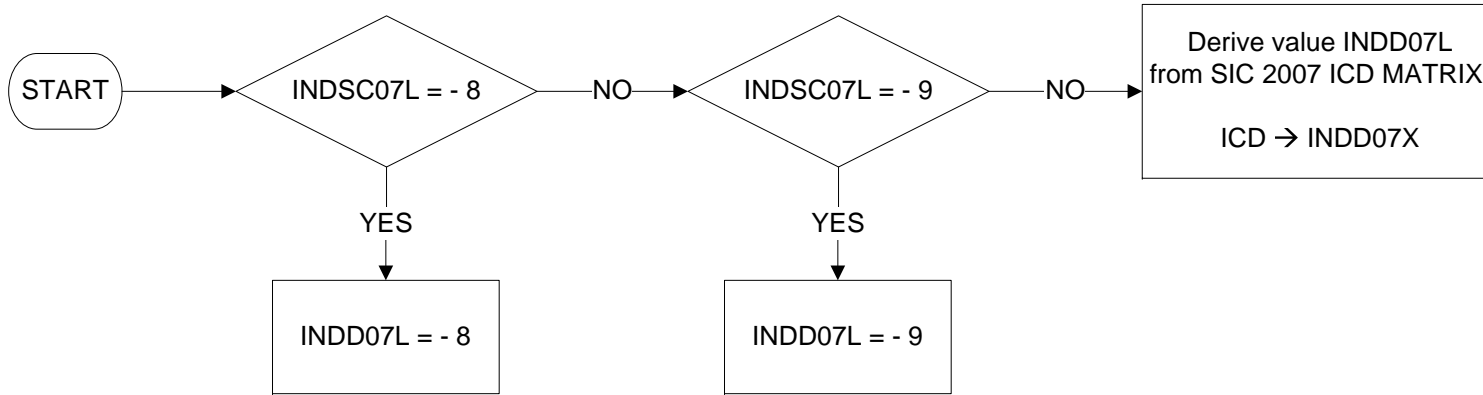 START
INDSC07L = - 8
NO
INDSC07L = - 9
NO
Derive value INDD07L
from SIC 2007 ICD MATRIX
ICD → INDD07X
YES
YES
INDD07L = - 8
INDD07L = - 9